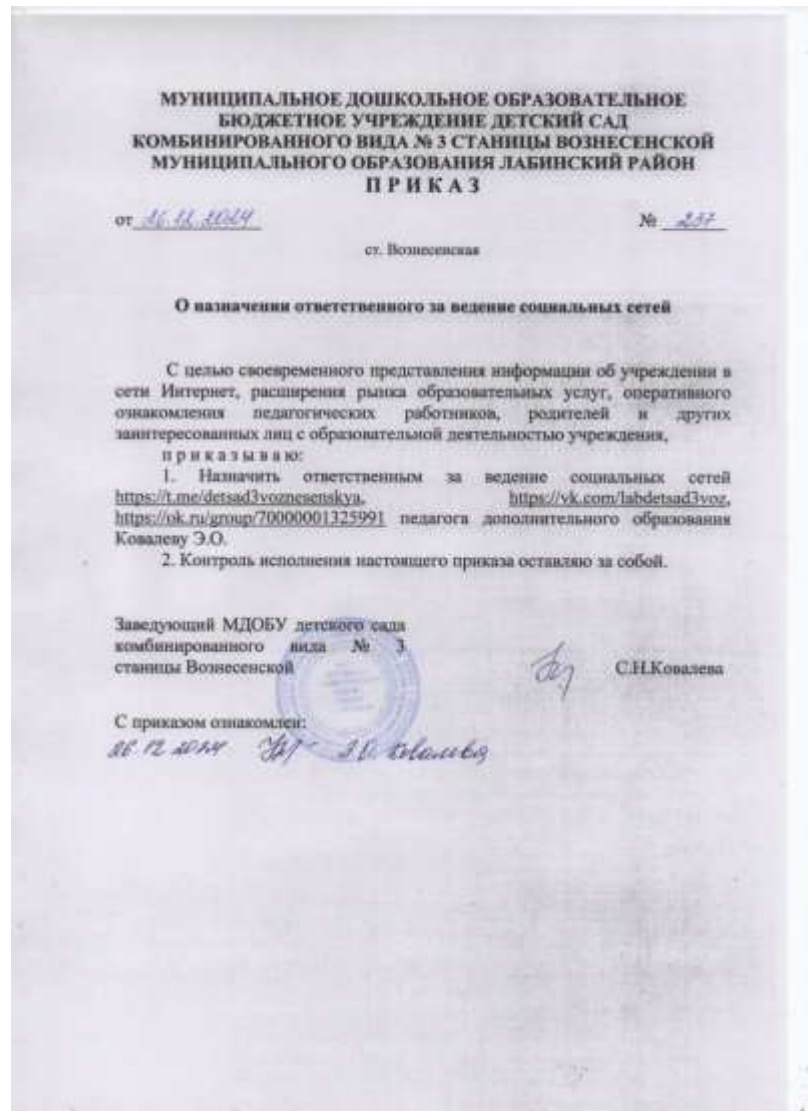 МУНИЦИПАЛЬНОЕ ДОШКОЛЬНОЕ ОБРАЗОВАТЕЛЬНОЕ
БЮДЖЕТНОЕ УЧРЕЖДЕНИЕ ДЕТСКИЙ САД
КОМБИНИРОВАННОГО ВИДА № 3 СТАНИЦЫ ВОЗНЕСЕНСКОЙ
МУНИЦИПАЛЬНОГО ОБРАЗОВАНИЯ ЛАБИНСКИЙ РАЙОН
П Р И К А З
от 26.12.2024 № 237
ст. Вознесенская
О назначении ответственного за ведение социальных сетей
С целью своевременного представления информации об учреждении в
сети Интернет, расширения рынка образовательных услуг, оперативного
ознакомления педагогических работников, родителей и других
заинтересованных лиц с образовательной деятельностью учреждения,
п р и к а з ы в а ю:
1. Назначить ответственным за ведение социальных сетей
https://t.me/detsad3voznesenskya, https://vk.com/labdetsad3voz,
https://ok.ru/group/70000001325991 педагога дополнительного образования
Ковалеву Э.О.
2. Контроль исполнения настоящего приказа оставляю за собой.
Заведующий МДОБУ детского сада
комбинированного вида № 3
станицы Вознесенской С.Н.Ковалева
С приказом ознакомлен:
26.12.2024 Э.О. Ковалева